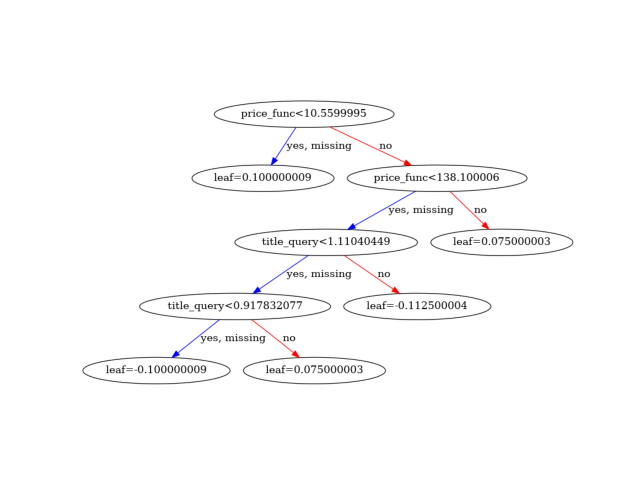 price_func<10.5599995
yes, missing
no
leaf=0.100000009
price_func<138.100006
yes, missing
no
title_query<1.11040449
leaf=0.075000003
yes, missing
no
title_query<0.917832077
leaf=-0.112500004
yes, missing
no
leaf=-0.100000009
leaf=0.075000003